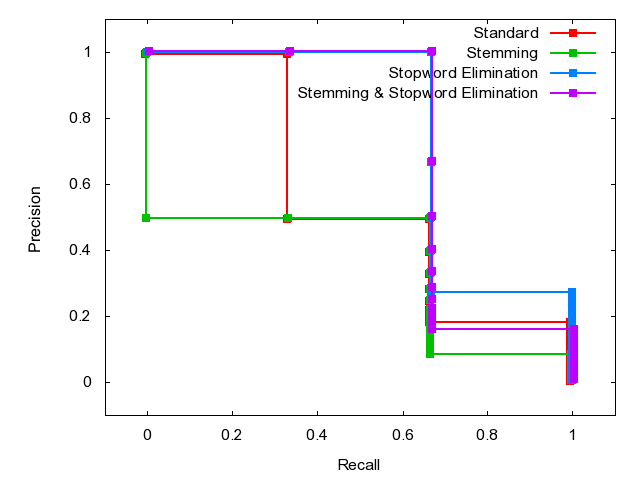 Standard
Stemming
Stopword Elimination
Stemming & Stopword Elimination
1
0.8
0.6
0.4
0.2
0
Precision
0 0.2 0.4 0.6 0.8 1
Recall